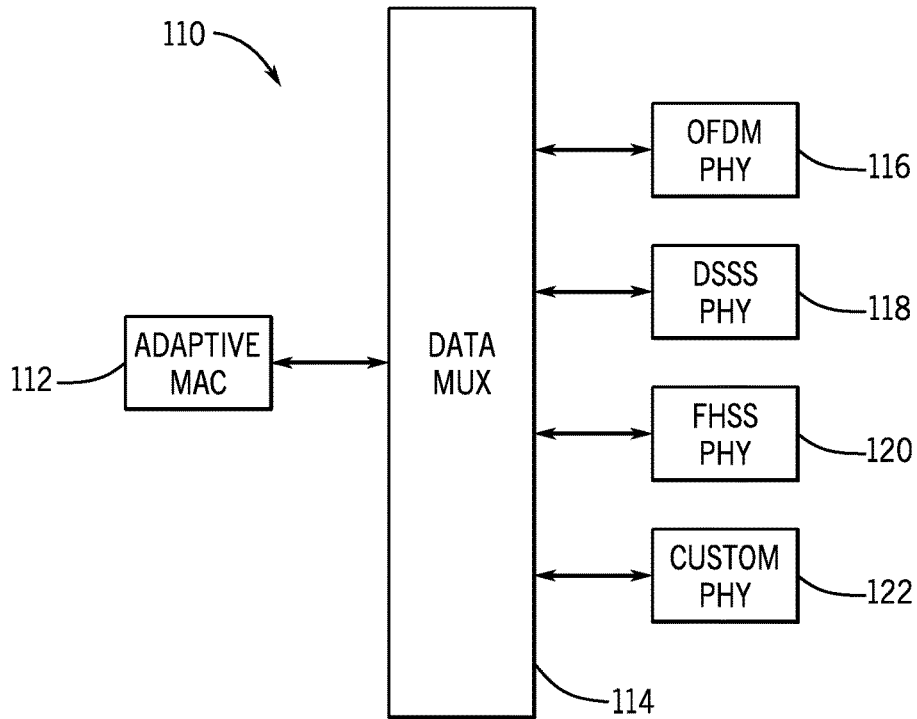 110
OFDM
PHY
116
DSSS
PHY
118
ADAPTIVE
MAC
112
DATA
MUX
FHSS
PHY
120
CUSTOM
PHY
122
114